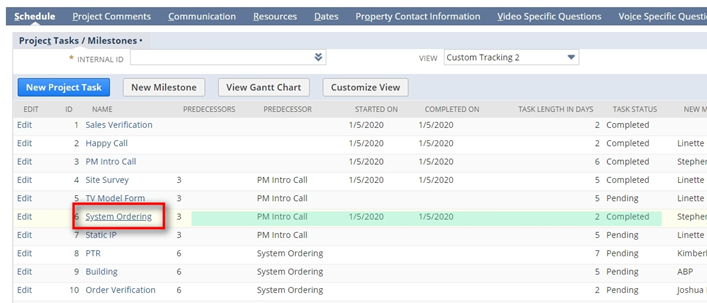 Schedule Project Comments Communication Resources Dates Property Contact Information Video Specific Questions Voice Specific Questi
Project Tasks / Milestones •
* INTERNAL ID VIEW Custom Tracking 2
New Project Task New Milestone View Gantt Chart Customize View
EDIT ID NAME PREDECESSORS PREDECESSOR STARTED ON COMPLETED ON TASK LENGTH IN DAYS TASK STATUS NEW M
Edit 1 Sales Verification 1/5/2020 1/5/2020 2 Completed
Edit 2 Happy Call 1/5/2020 1/5/2020 2 Completed Linette
Edit 3 PM Intro Call 1/5/2020 1/5/2020 6 Completed Stephen
Edit 4 Site Survey 3 PM Intro Call 1/5/2020 1/5/2020 5 Completed Linette
Edit 5 TV Model Form 3 PM Intro Call 5 Pending Linette
Edit 6 System Ordering 3 PM Intro Call 1/5/2020 1/5/2020 2 Completed Stephen
Edit 7 Static IP 3 PM Intro Call 5 Pending Linette
Edit 8 PTR 6 System Ordering 7 Pending Kimberl
Edit 9 Building 6 System Ordering 5 Pending ABP
Edit 10 Order Verification 6 System Ordering 2 Pending Joshua